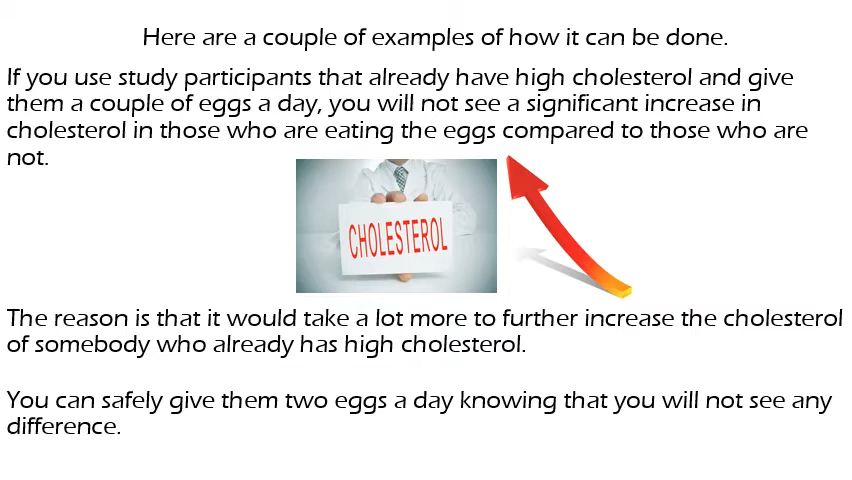 Here are a couple of examples of how it can be done.
If you use study participants that already have high cholesterol and give
them a couple of eggs a day, you will not see a significant increase in
cholesterol in those who are eating the eggs compared to those who are
not.
CHOLESTEROL
The reason is that it would take a lot more to further increase the cholesterol
of somebody who already has high cholesterol.
You can safely give them two eggs a day knowing that you will not see any
difference.